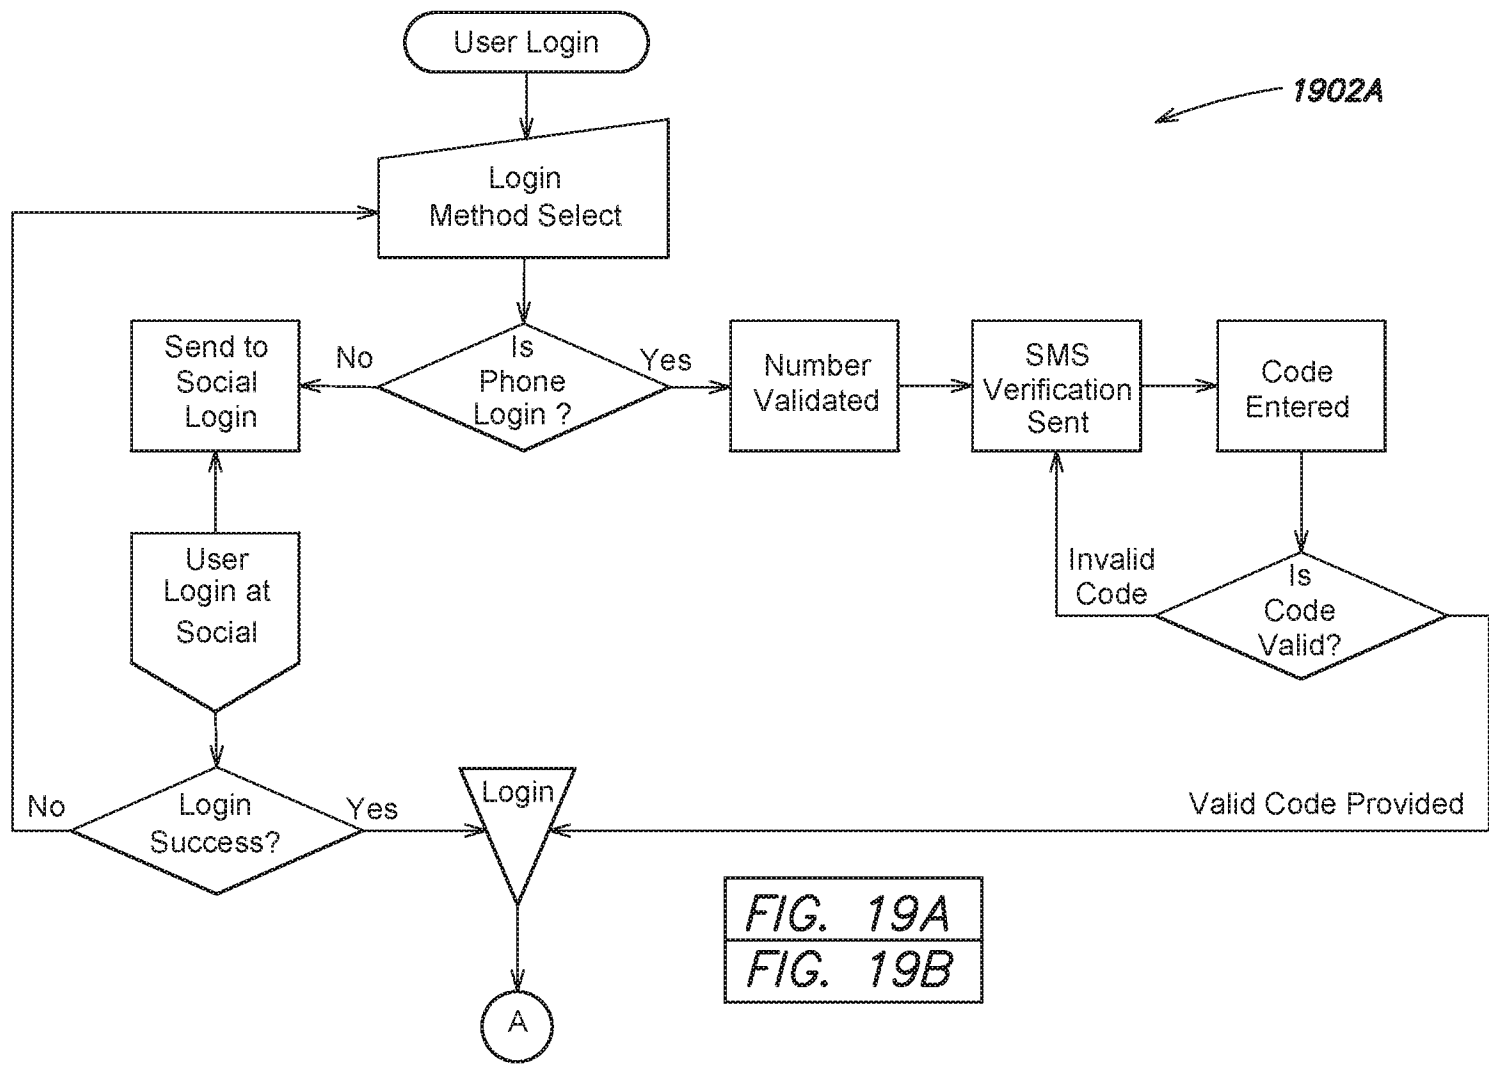 User Login
1902A
Login
Method Select
Send to
Social
Login
No
Is
Phone
Login ?
Yes
Number
Validated
SMS
Verification
Sent
Code
Entered
User
Login at
Social
Invalid
Code
Is
Code
Valid?
No
Login
Success?
Yes
Login
Valid Code Provided
FIG. 19A
FIG. 19B
A